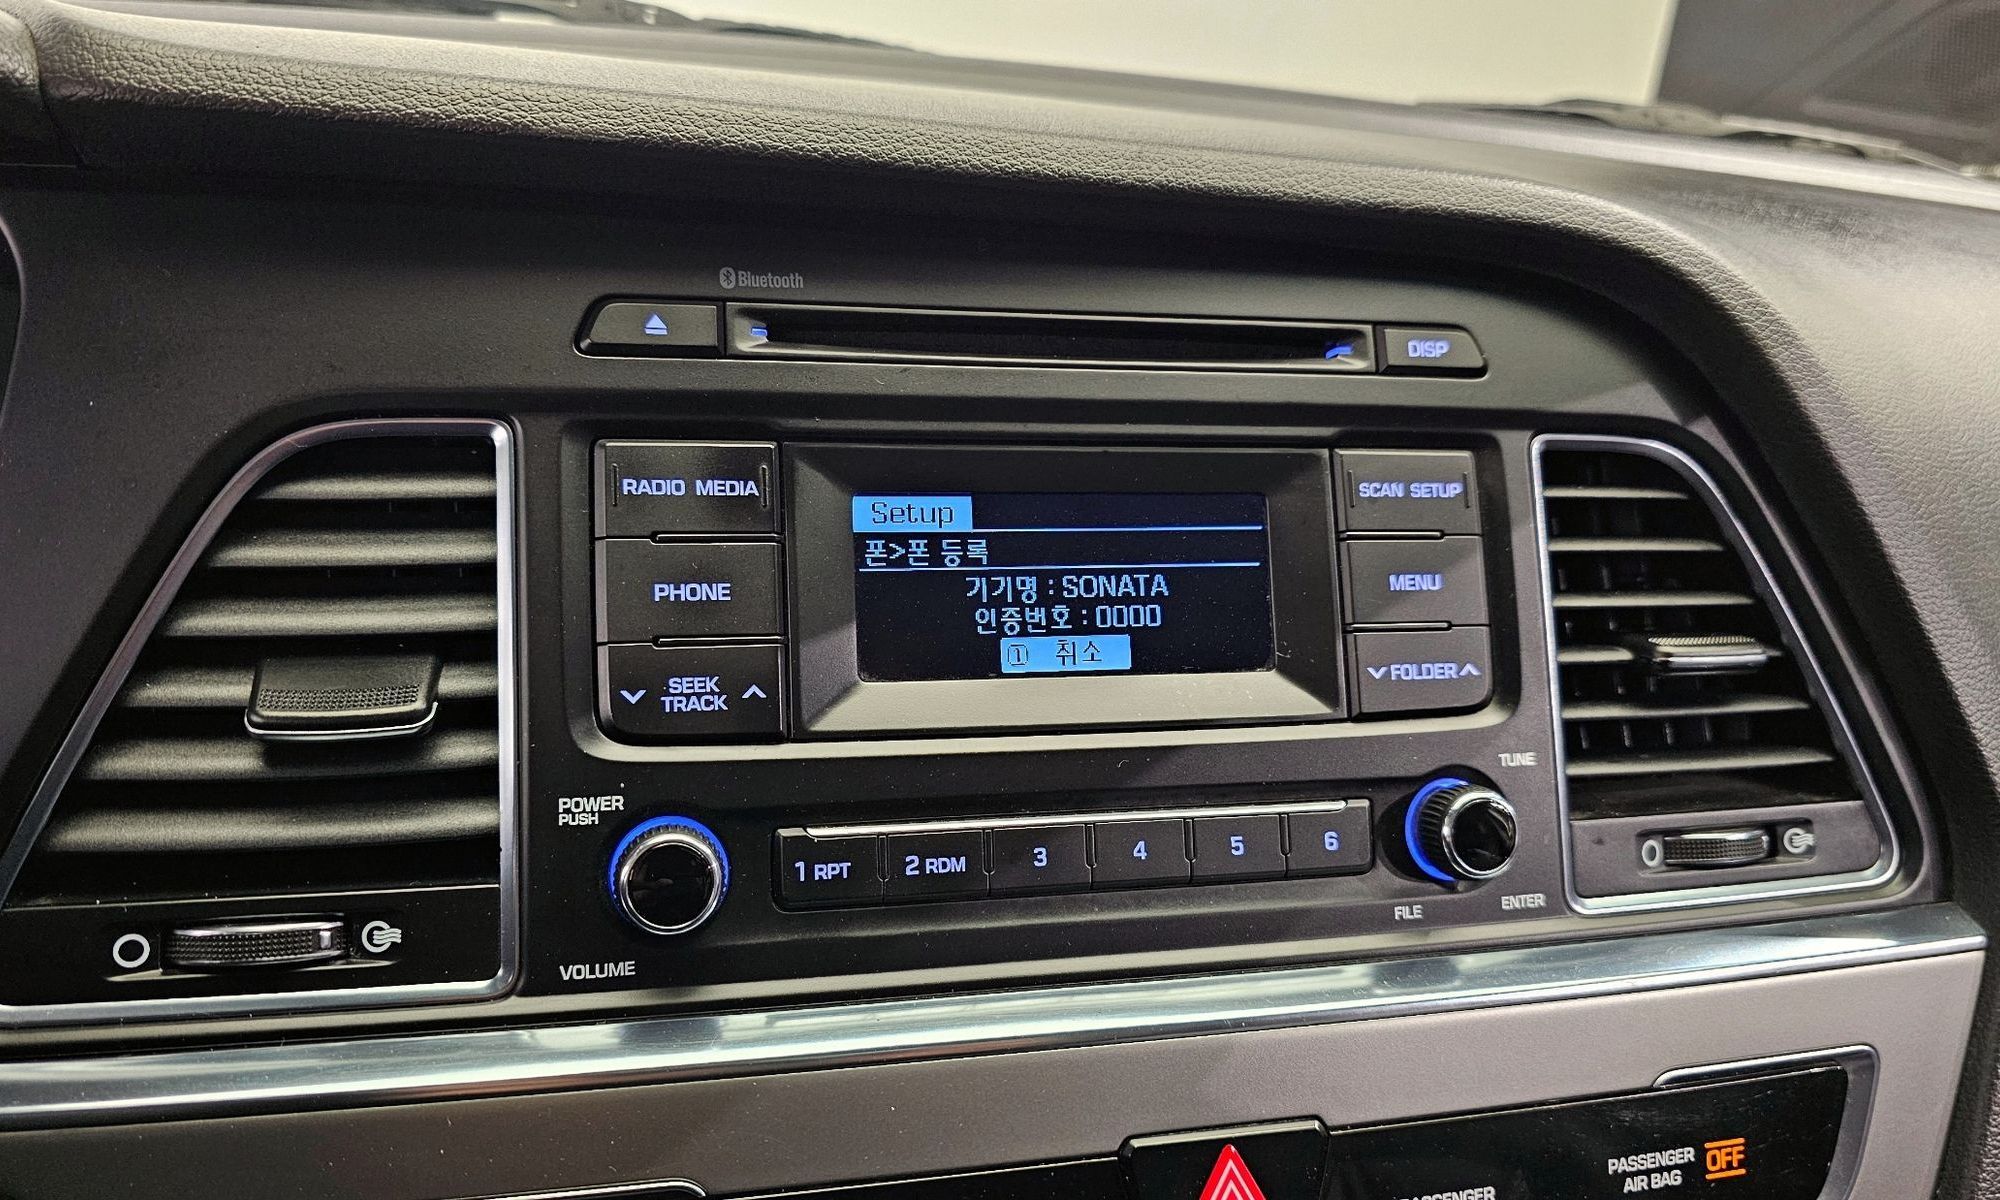 Bluetooth
DISP
RADIO MEDIA
PHONE
SEEK
TRACK
Setup
폰>폰 등록
기기명 : SONATA
인증번호 : 0000
① 취소
SCAN SETUP
MENU
FOLDER
POWER
PUSH
VOLUME
1 RPT
2 RDM
3
4
5
6
TUNE
FILE
ENTER
PASSENGER
AIR BAG
OFF